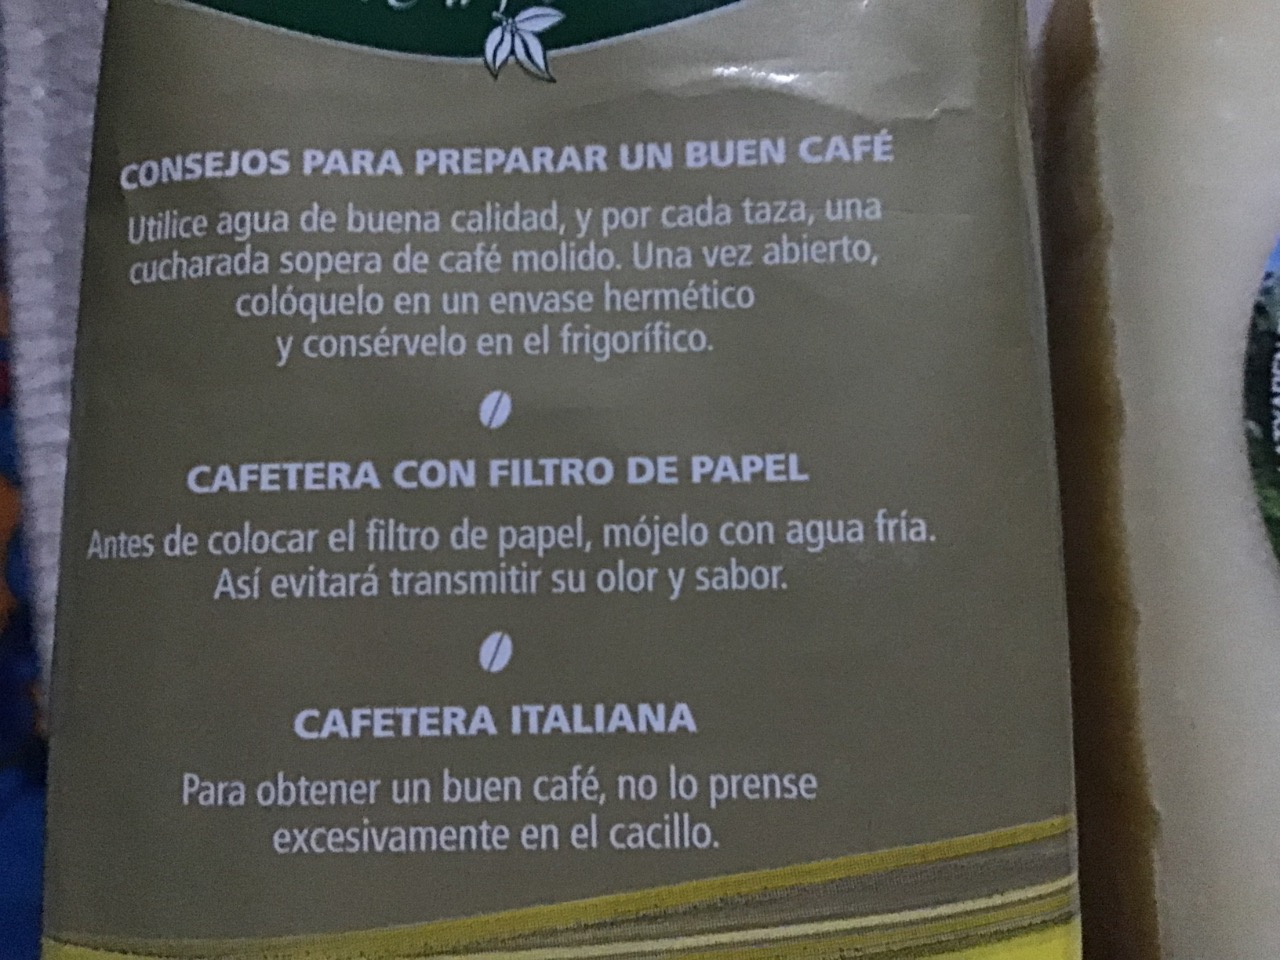 CONSEJOS PARA PREPARAR UN BUEN CAFÉ
Utilice agua de buena calidad, y por cada taza, una
cucharada sopera de café molido. Una vez abierto,
colóquelo en un envase hermético
y consérvelo en el frigorífico.
CAFETERA CON FILTRO DE PAPEL
Antes de colocar el filtro de papel, mójelo con agua fría.
Así evitará transmitir su olor y sabor.
CAFETERA ITALIANA
Para obtener un buen café, no lo prense
excesivamente en el cacillo.